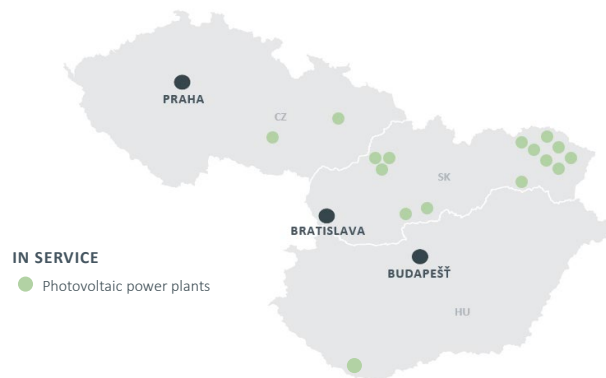 PRAHA
CZ
SK
BRATISLAVA
IN SERVICE
BUDAPEŠŤ
Photovoltaic power plants
HU